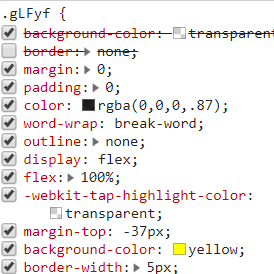 .gLFyf {
background-color: transparent
border: none;
margin: 0;
padding: 0;
color: rgba(0,0,0,.87);
word-wrap: break-word;
outline: none;
display: flex;
flex: 100%;
-webkit-tap-highlight-color:
transparent;
margin-top: -37px;
background-color: yellow;
border-width: 5px;